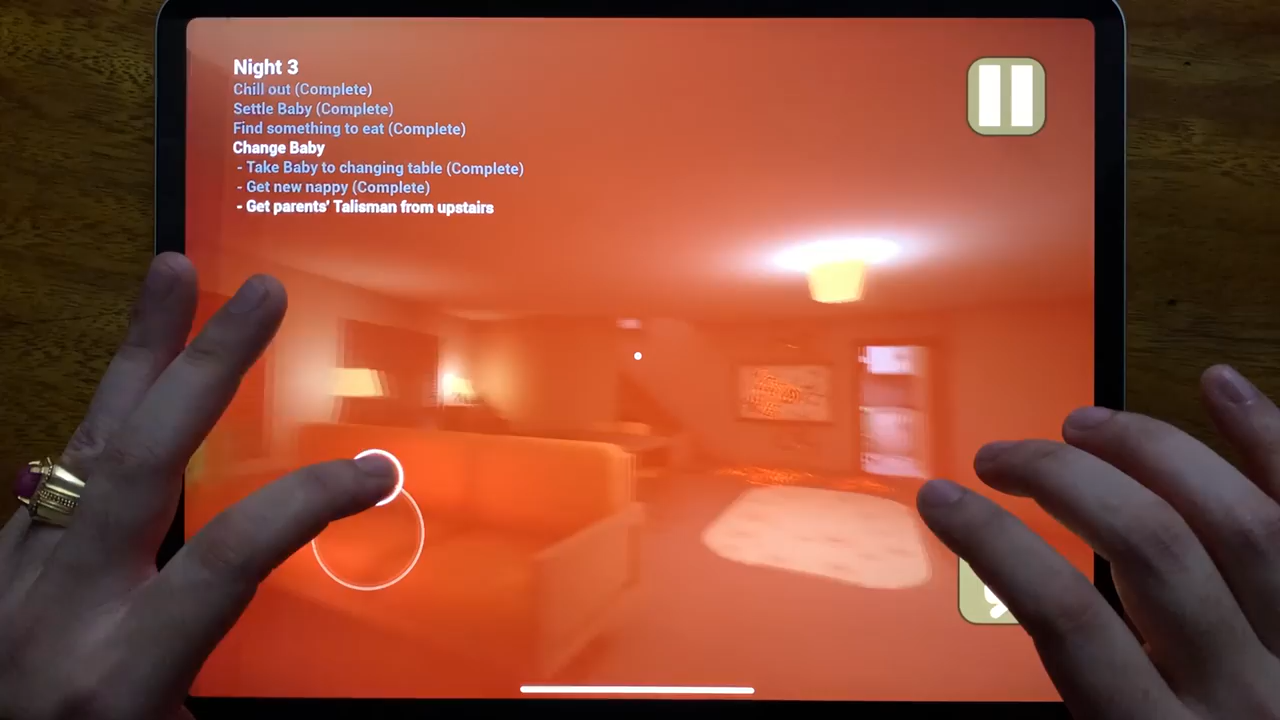 Night 3
Chill out (Complete)
Settle Baby (Complete)
Find something to eat (Complete)
Change Baby
- Take Baby to changing table (Complete)
- Get new nappy (Complete)
- Get parents' Talisman from upstairs